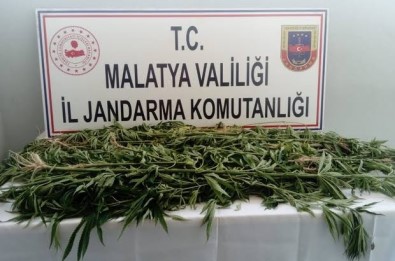 T.C.
MALATYA VALİLİĞİ
İL JANDARMA KOMUTANLIĞI